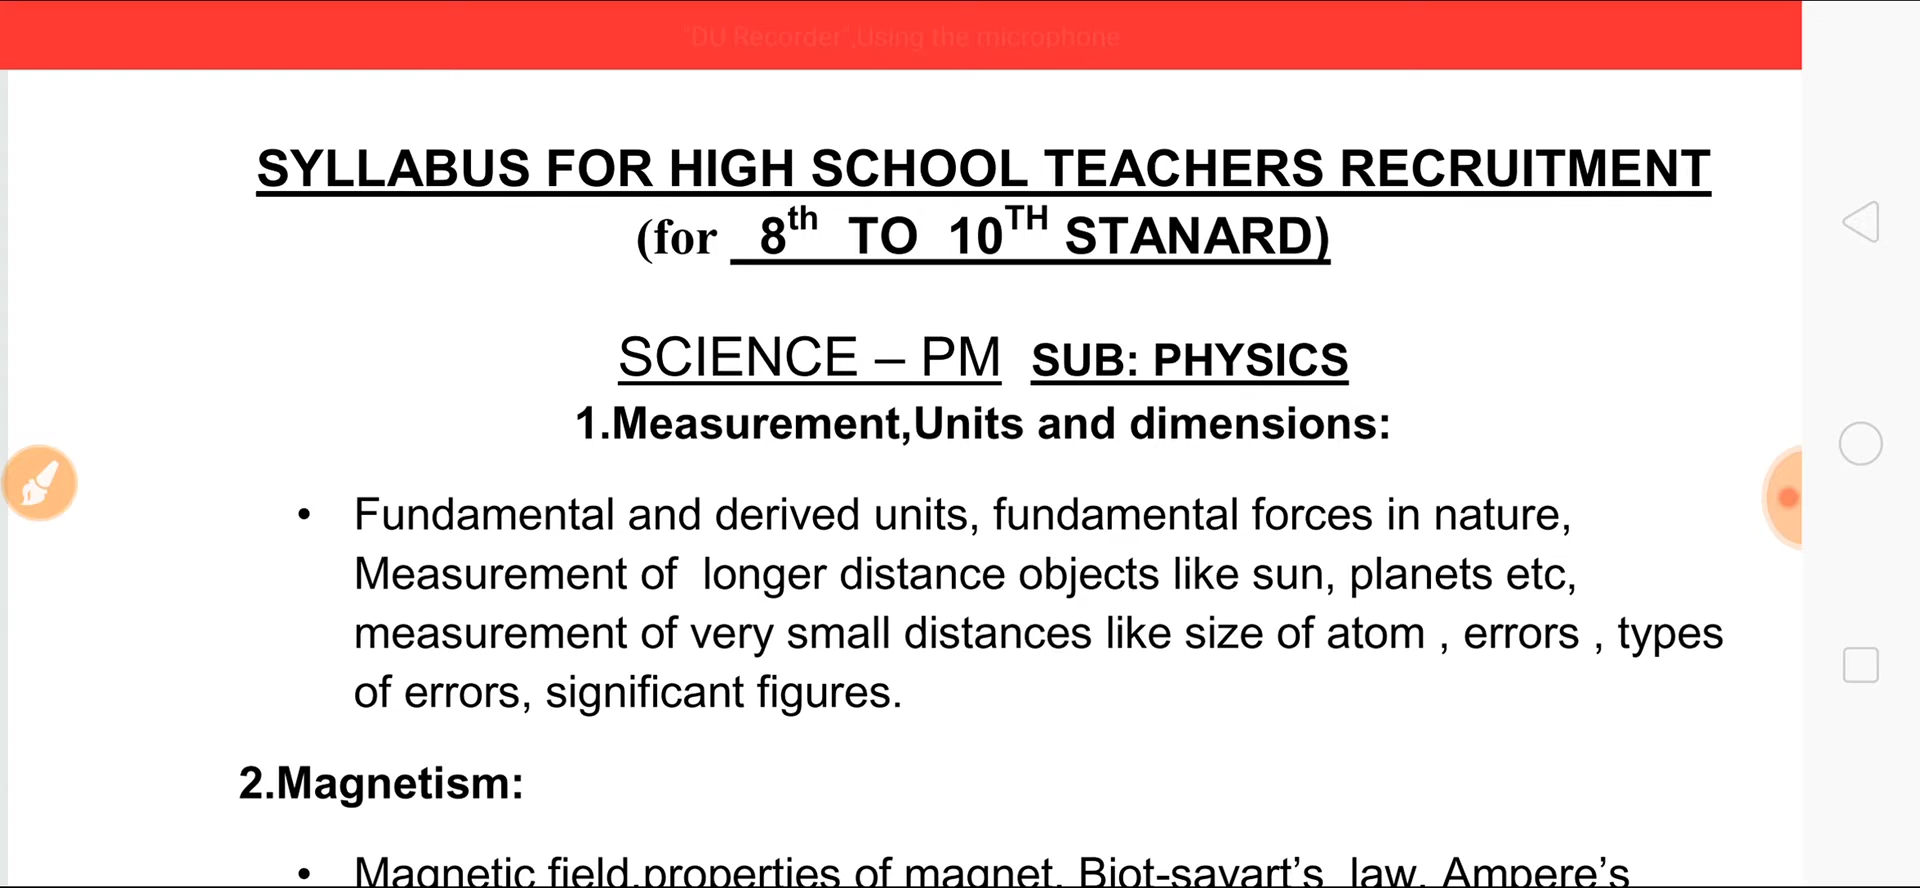 "DU Recorder",Using the microphone
SYLLABUS FOR HIGH SCHOOL TEACHERS RECRUITMENT
(for 8th TO 10TH STANARD)
SCIENCE – PM SUB: PHYSICS
1.Measurement,Units and dimensions:
• Fundamental and derived units, fundamental forces in nature,
Measurement of longer distance objects like sun, planets etc,
measurement of very small distances like size of atom , errors , types
of errors, significant figures.
2.Magnetism:
• Magnetic field,properties of magnet, Biot-savart’s law, Ampere’s